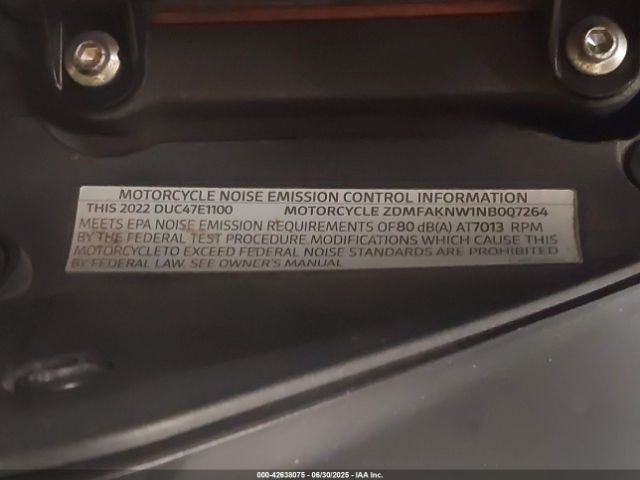 MOTORCYCLE NOISE EMISSION CONTROL INFORMATION
THIS 2022 DUC47E1100 MOTORCYCLE ZDMFAKNW1NB007264
MEETS EPA NOISE EMISSION REQUIREMENTS OF80 dB(A) AT7013 RPM
BY THE FEDERAL TEST PROCEDURE.MODIFICATIONS WHICH CAUSE THIS
MOTORCYCLETO EXCEED FEDERAL NOISE STANDARDS ARE PROHIBITED
BY FEDERAL LAW. SEE OWNER'S MANUAL
000-42638075 - 06/30/2025 - IAA Inc.